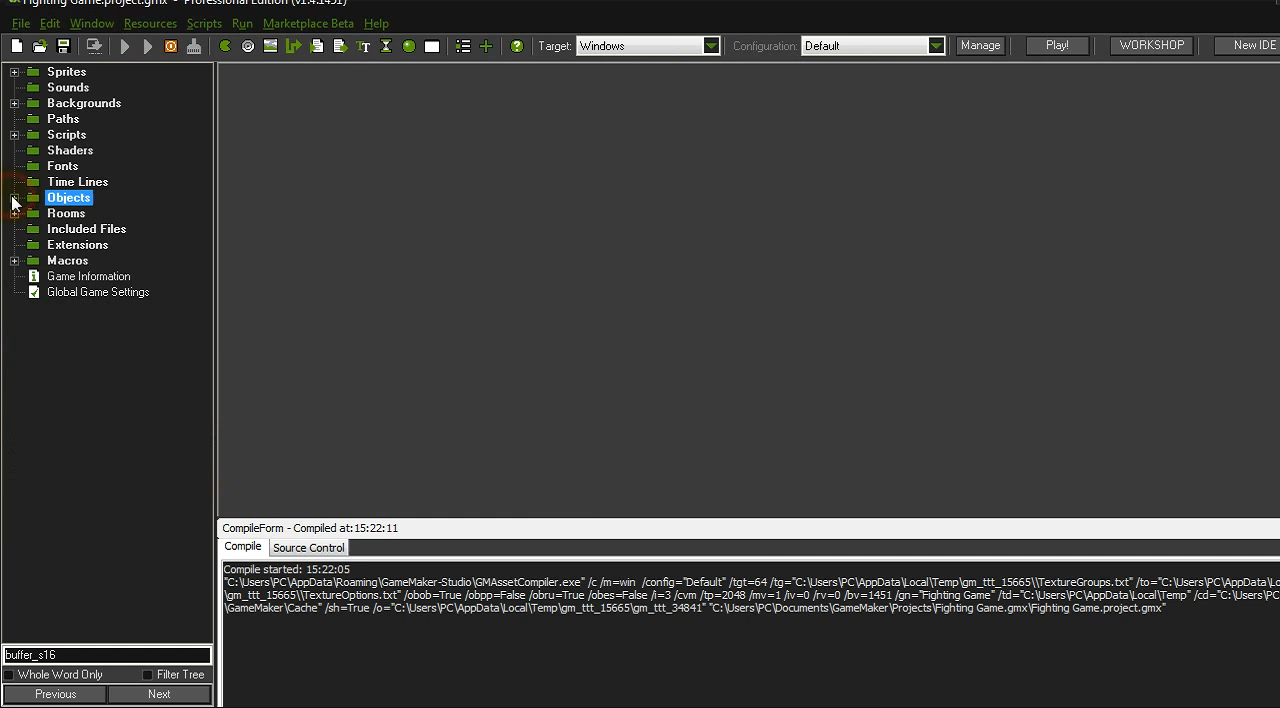 Fighting Game.project.gmx - Professional Edition (v1.4.1451)
File Edit Window Resources Scripts Run Marketplace Beta Help
Target: Windows Configuration: Default Manage Play! WORKSHOP New IDE
Sprites
Sounds
Backgrounds
Paths
Scripts
Shaders
Fonts
Time Lines
Objects
Rooms
Included Files
Extensions
Macros
Game Information
Global Game Settings
CompileForm - Compiled at:15:22:11
Compile Source Control
Compile started: 15:22:05
"C:\Users\PC\AppData\Roaming\GameMaker-Studio\GMAssetCompiler.exe" /c /m=win /config="Default" /tgt=64 /tg="C:\Users\PC\AppData\Local\Temp\gm_ttt_15665\\TextureGroups.txt" /to="C:\Users\PC\AppData\Lo
\gm_ttt_15665\\TextureOptions.txt" /obob=True /obpp=False /obru=True /obes=False /i=3 /cvm /tp=2048 /mv=1 /iv=0 /rv=0 /bv=1451 /gn="Fighting Game" /td="C:\Users\PC\AppData\Local\Temp" /cd="C:\Users\PC
\GameMaker\Cache" /sh=True /o="C:\Users\PC\AppData\Local\Temp\gm_ttt_15665\gm_ttt_34841" "C:\Users\PC\Documents\GameMaker\Projects\Fighting Game.gmx\Fighting Game.project.gmx"
buffer_s16
Whole Word Only Filter Tree
Previous Next